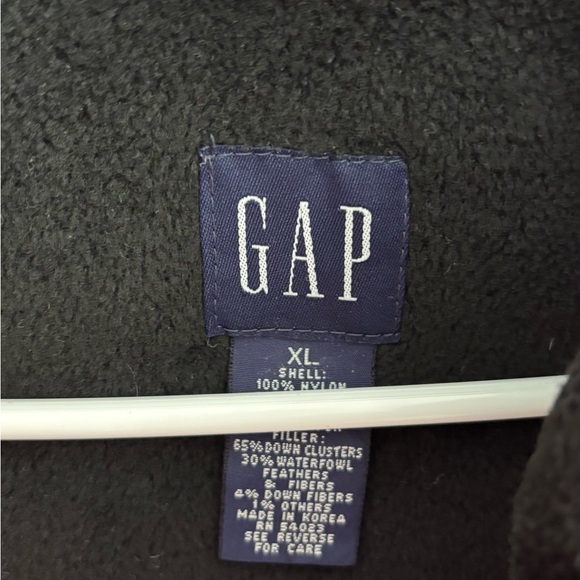 GAP
XL
SHELL:
100% NYLON
FILLER:
65% DOWN CLUSTERS
30% WATERFOWL
FEATHERS
& FIBERS
4% DOWN FIBERS
1% OTHERS
MADE IN KOREA
RN 54023
SEE REVERSE
FOR CARE